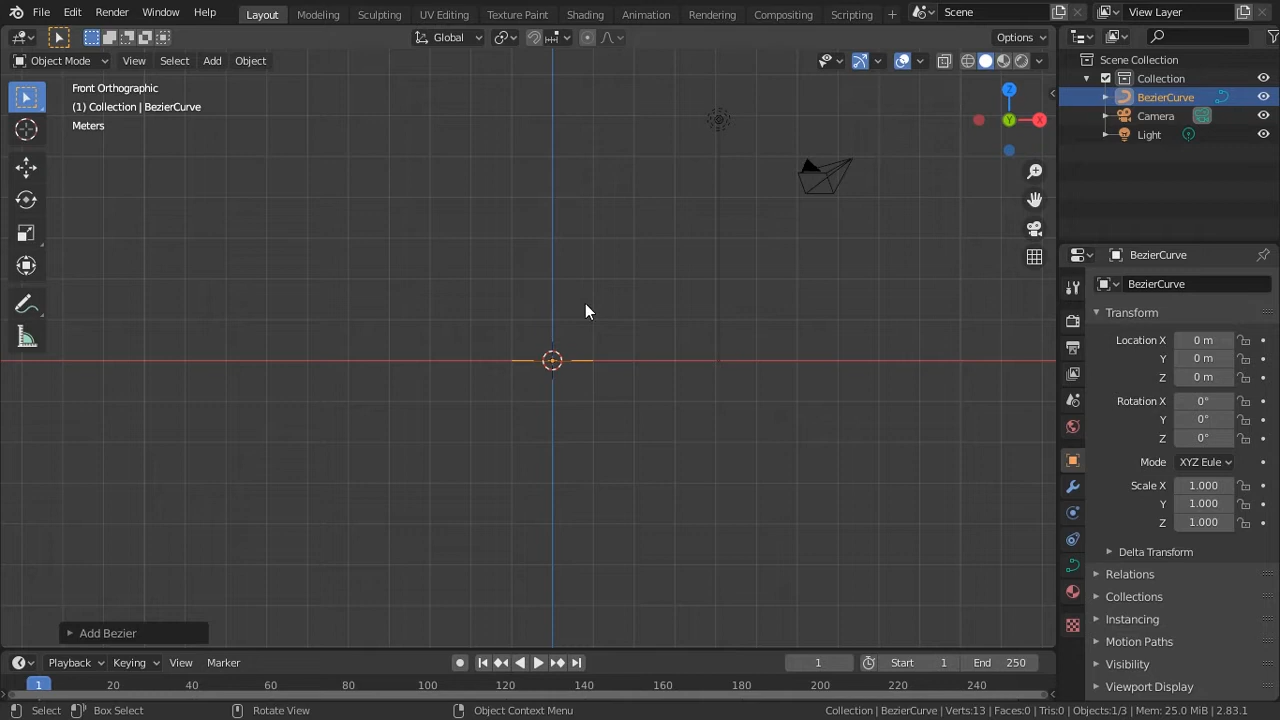 File Edit Render Window Help Layout Modeling Sculpting UV Editing Texture Paint Shading Animation Rendering Compositing Scripting + Scene View Layer
Global Options
Object Mode View Select Add Object
Front Orthographic
(1) Collection | BezierCurve
Meters
Z
Y
X
Scene Collection
Collection
BezierCurve
Camera
Light
BezierCurve
BezierCurve
Transform
Location X 0 m
Y 0 m
Z 0 m
Rotation X 0°
Y 0°
Z 0°
Mode XYZ Eule
Scale X 1.000
Y 1.000
Z 1.000
Delta Transform
Relations
Collections
Instancing
Motion Paths
Visibility
Viewport Display
Add Bezier
Playback Keying View Marker 1 Start 1 End 250
1 20 40 60 80 100 120 140 160 180 200 220 240
Select Box Select Rotate View Object Context Menu Collection | BezierCurve | Verts:13 | Faces:0 | Tris:0 | Objects:1/3 | Mem: 25.0 MiB | 2.83.1